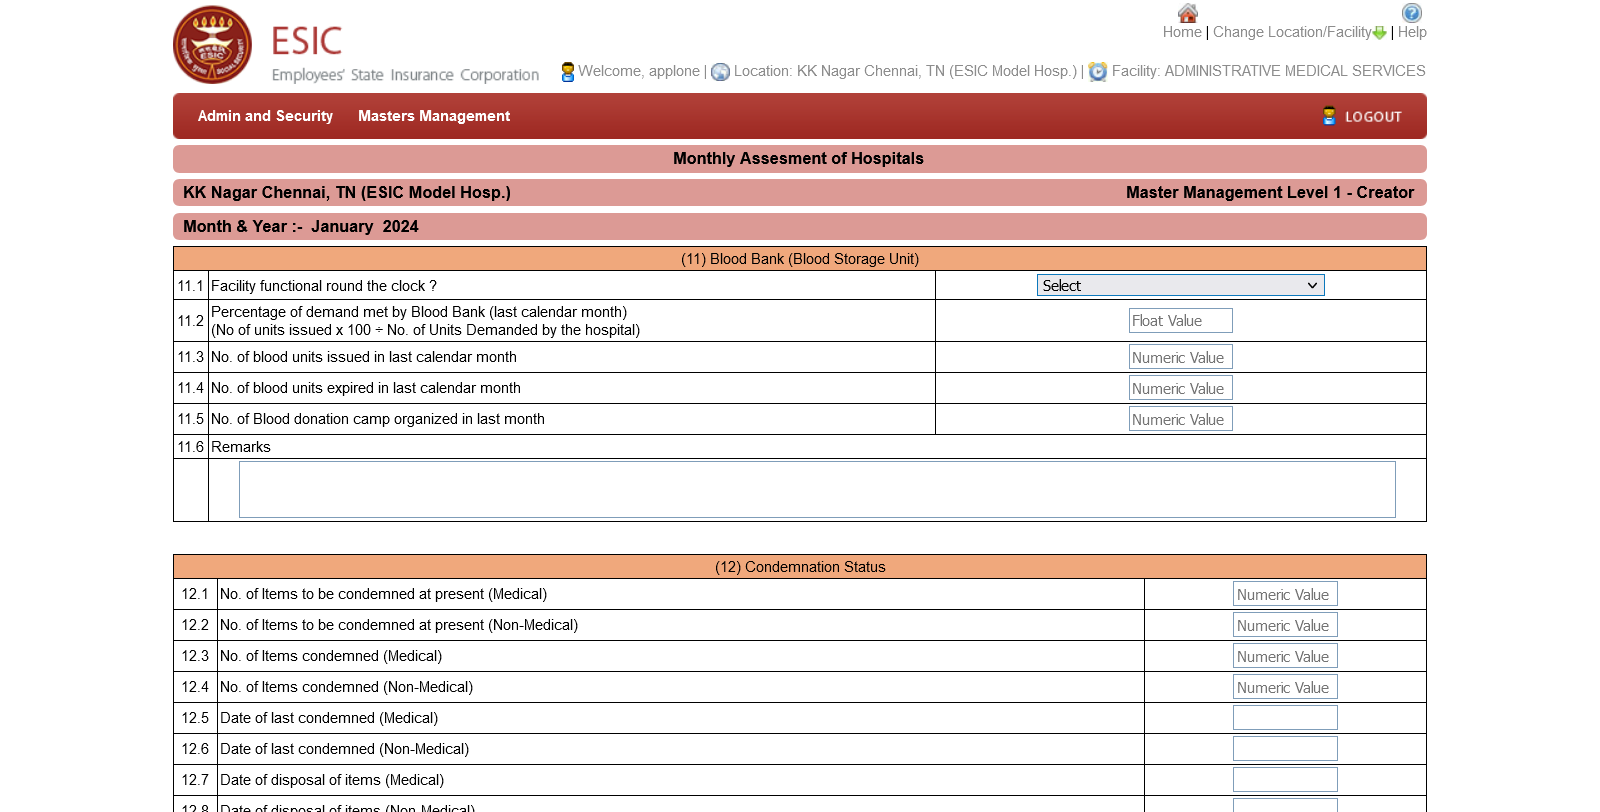 Home | Change Location/Facility | Help
ESIC
Employees' State Insurance Corporation
Welcome, applone | Location: KK Nagar Chennai, TN (ESIC Model Hosp.) | Facility: ADMINISTRATIVE MEDICAL SERVICES
Admin and Security Masters Management LOGOUT
Monthly Assesment of Hospitals
KK Nagar Chennai, TN (ESIC Model Hosp.) Master Management Level 1 - Creator
Month & Year :- January 2024
(11) Blood Bank (Blood Storage Unit)
11.1 Facility functional round the clock ? Select
11.2 Percentage of demand met by Blood Bank (last calendar month)
(No of units issued x 100 ÷ No. of Units Demanded by the hospital) Float Value
11.3 No. of blood units issued in last calendar month Numeric Value
11.4 No. of blood units expired in last calendar month Numeric Value
11.5 No. of Blood donation camp organized in last month Numeric Value
11.6 Remarks
(12) Condemnation Status
12.1 No. of Items to be condemned at present (Medical) Numeric Value
12.2 No. of Items to be condemned at present (Non-Medical) Numeric Value
12.3 No. of Items condemned (Medical) Numeric Value
12.4 No. of Items condemned (Non-Medical) Numeric Value
12.5 Date of last condemned (Medical)
12.6 Date of last condemned (Non-Medical)
12.7 Date of disposal of items (Medical)
12.8 Date of disposal of items (Non-Medical)